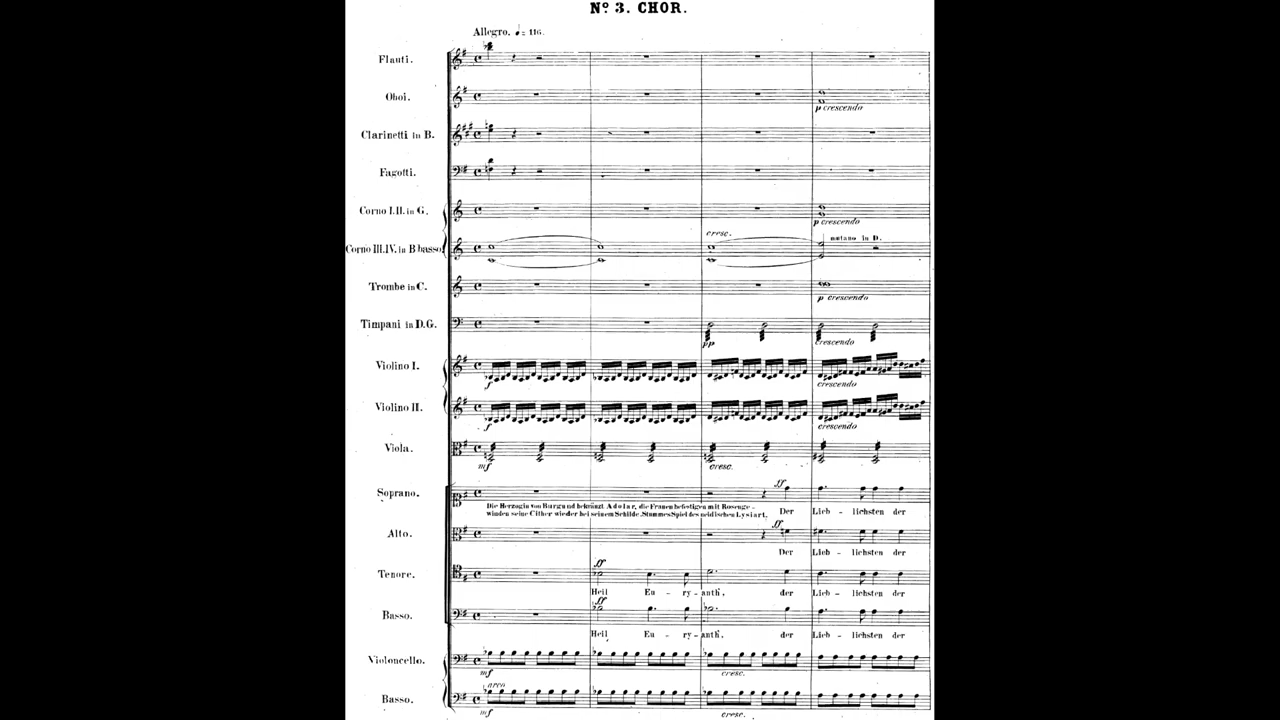 Nº 3. CHOR.
Allegro. ♩= 116.
Flauti.
Oboi.
p crescendo
Clarinetti in B.
Fagotti.
Corno I.II. in G.
p crescendo
cresc.
mutano in D.
Corno III.IV. in B basso
Trombe in C.
p crescendo
Timpani in D.G.
pp
crescendo
Violino I.
f
crescendo
Violino II.
f
crescendo
Viola.
mf
cresc.
ff
Soprano.
Die Herzogin von Burgund bekränzt Adolar, die Frauen befestigen mit Rosenge-
winden seine Cither wieder bei seinem Schilde. Stummes Spiel des neidischen Lysiart.
Der Lieb - lichsten der
ff
Alto.
Der Lieb - lichsten der
ff
Tenore.
Heil Eu - ry - anth', der Lieb - lichsten der
ff
Basso.
Heil Eu - ry - anth', der Lieb - lichsten der
Violoncello.
mf
cresc.
arco
Basso.
mf
cresc.